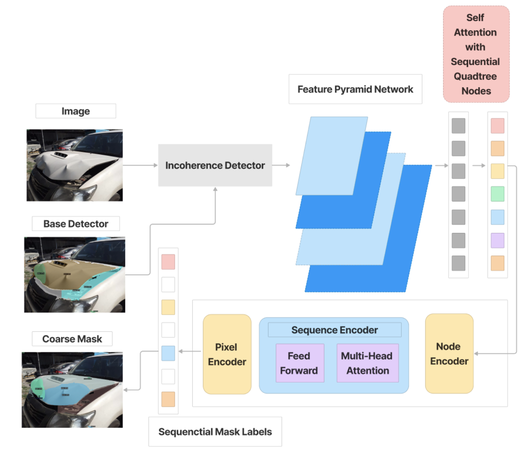 Self
Attention
with
Sequential
Quadtree
Nodes
Feature Pyramid Network
Image
Incoherence Detector
Base Detector
Coarse Mask
Pixel
Encoder
Sequence Encoder
Feed
Forward
Multi-Head
Attention
Node
Encoder
Sequenctial Mask Labels